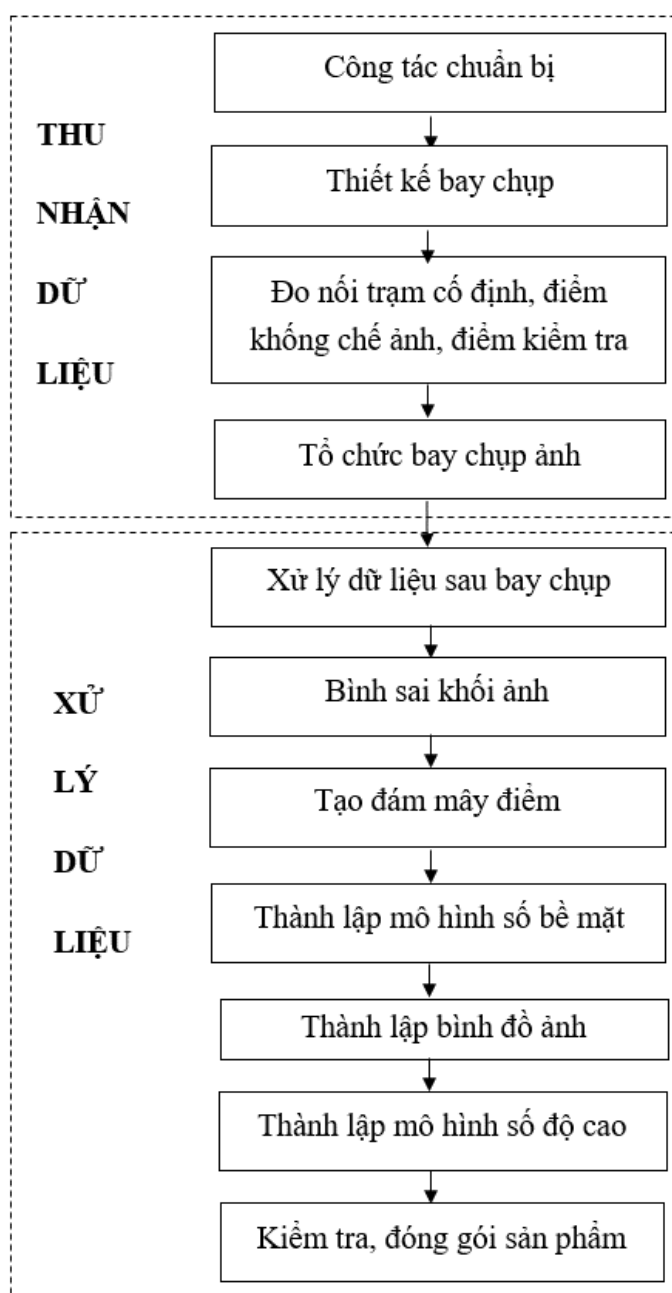 THU
NHẬN
DỮ
LIỆU
Công tác chuẩn bị
Thiết kế bay chụp
Đo nối trạm cố định, điểm
khống chế ảnh, điểm kiểm tra
Tổ chức bay chụp ảnh
XỬ
LÝ
DỮ
LIỆU
Xử lý dữ liệu sau bay chụp
Bình sai khối ảnh
Tạo đám mây điểm
Thành lập mô hình số bề mặt
Thành lập bình đồ ảnh
Thành lập mô hình số độ cao
Kiểm tra, đóng gói sản phẩm